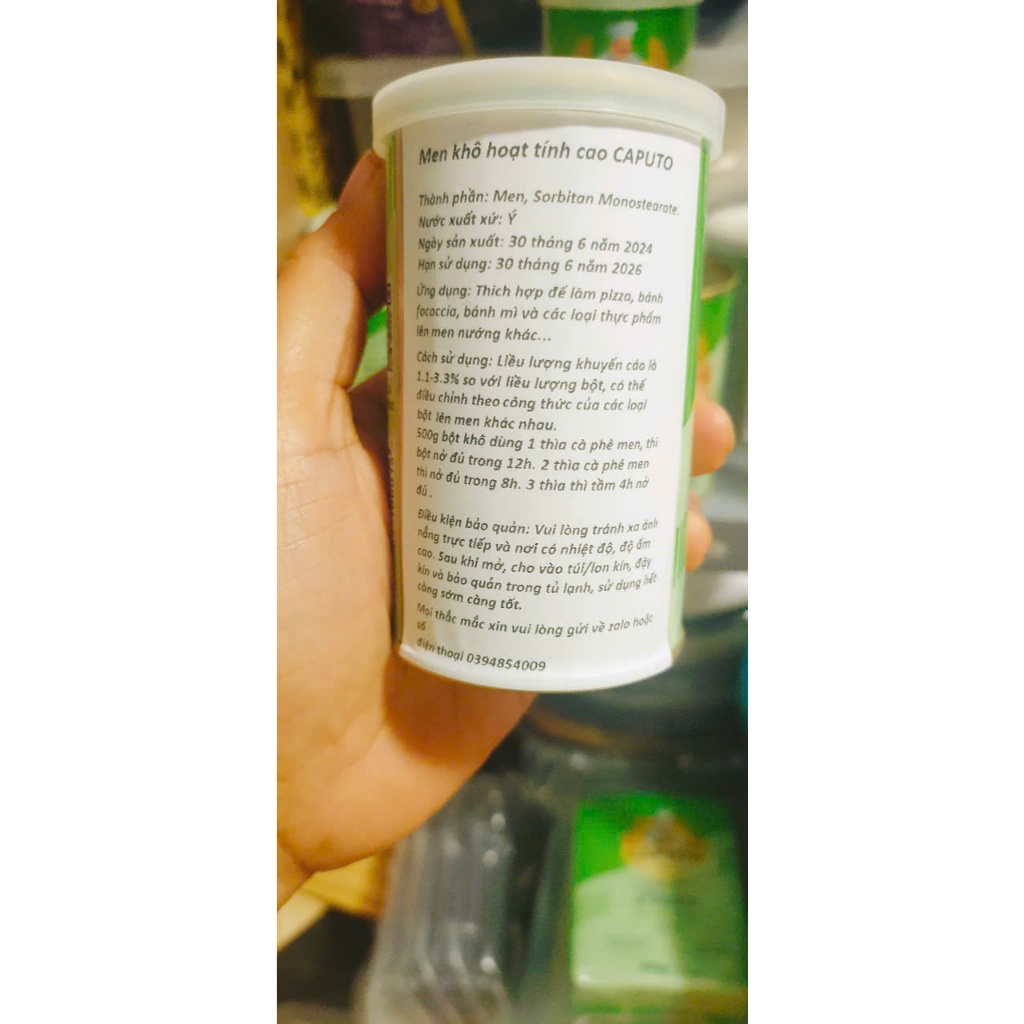 Men khô hoạt tính cao CAPUTO
Thành phần: Men, Sorbitan Monostearate.
Nước xuất xứ: Ý
Ngày sản xuất: 30 tháng 6 năm 2024
Hạn sử dụng: 30 tháng 6 năm 2026
Ứng dụng: Thích hợp để làm pizza, bánh
focaccia, bánh mì và các loại thực phẩm
lên men nướng khác...
Cách sử dụng: Liều lượng khuyến cáo là
1.1-3.3% so với liều lượng bột, có thể
điều chỉnh theo công thức của các loại
bột lên men khác nhau.
500g bột khô dùng 1 thìa cà phê men, thì
bột nở đủ trong 12h. 2 thìa cà phê men
thì nở đủ trong 8h. 3 thìa thì tầm 4h nở
đủ.
Điều kiện bảo quản: Vui lòng tránh xa ánh
nắng trực tiếp và nơi có nhiệt độ, độ ẩm
cao. Sau khi mở, cho vào túi/lon kín, đậy
kín và bảo quản trong tủ lạnh, sử dụng hết
càng sớm càng tốt.
Mọi thắc mắc xin vui lòng gửi về zalo hoặc
số
điện thoại 0394854009